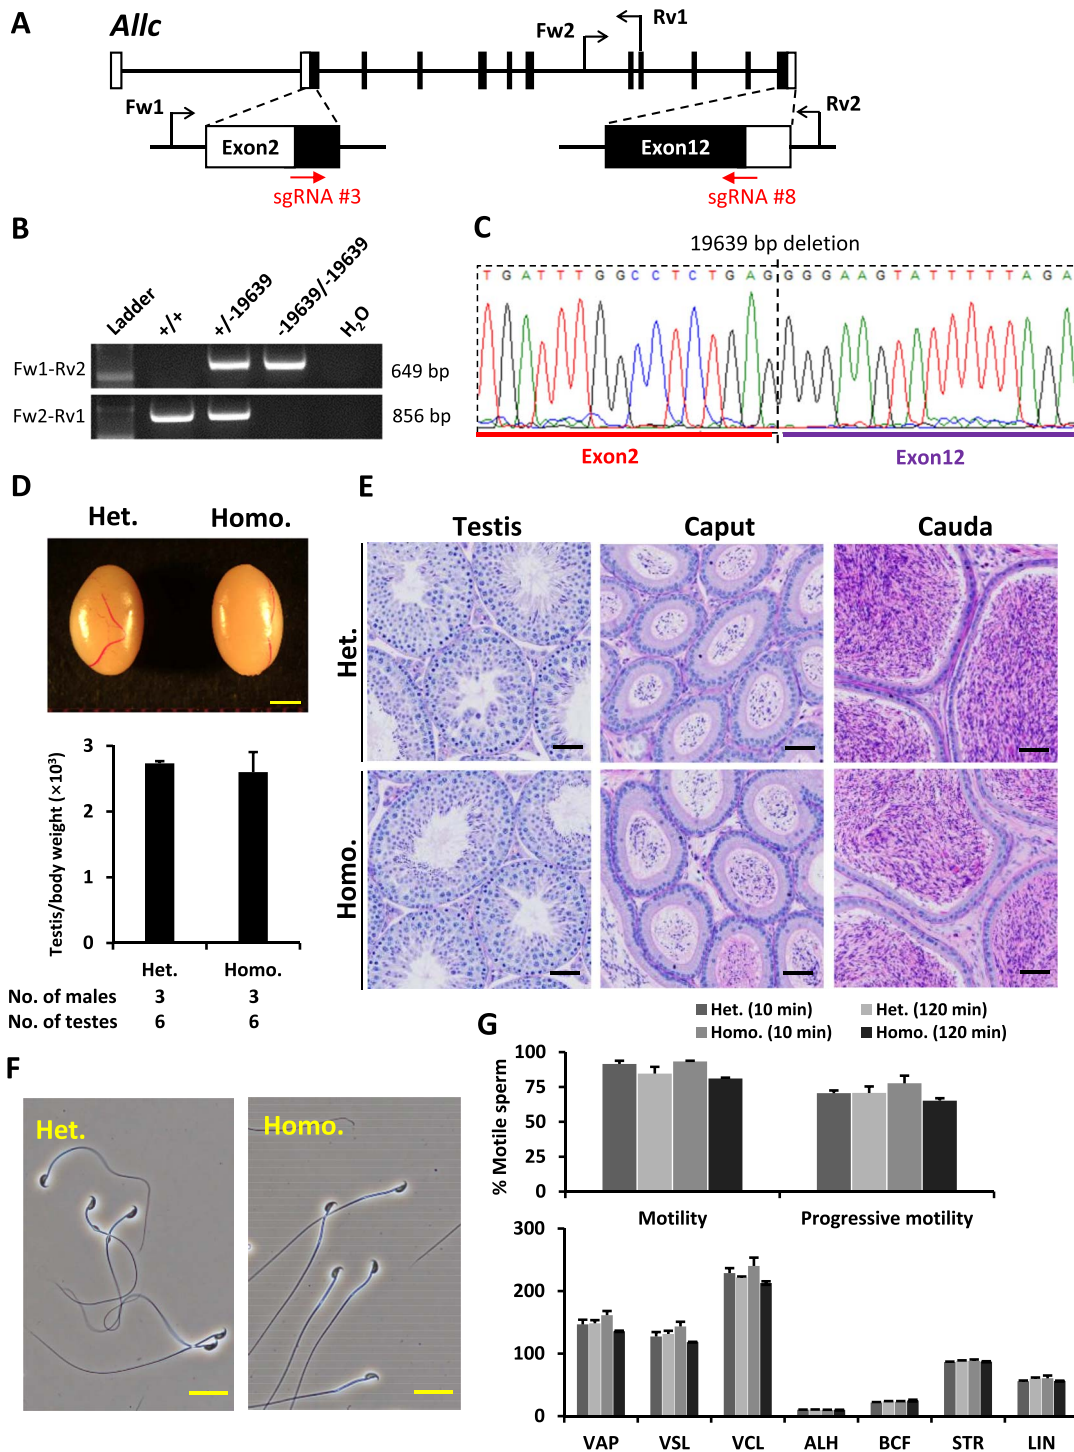 A
Allc
Fw2
Rv1
Fw1
Rv2
Exon2
Exon12
sgRNA #3
sgRNA #8
B
Ladder
+/+
+/-19639
-19639/-19639
H₂O
Fw1-Rv2
649 bp
Fw2-Rv1
856 bp
C
19639 bp deletion
T G A T T T G G C C T C T G A G G G G A A G T A T T T T T A G A
Exon2
Exon12
D
Het.
Homo.
Testis/body weight (×10³)
3
2
1
0
Het.
Homo.
No. of males
3
3
No. of testes
6
6
E
Testis
Caput
Cauda
Het.
Homo.
F
Het.
Homo.
G
Het. (10 min)
Het. (120 min)
Homo. (10 min)
Homo. (120 min)
% Motile sperm
100
75
50
25
0
Motility
Progressive motility
300
200
100
0
VAP
VSL
VCL
ALH
BCF
STR
LIN